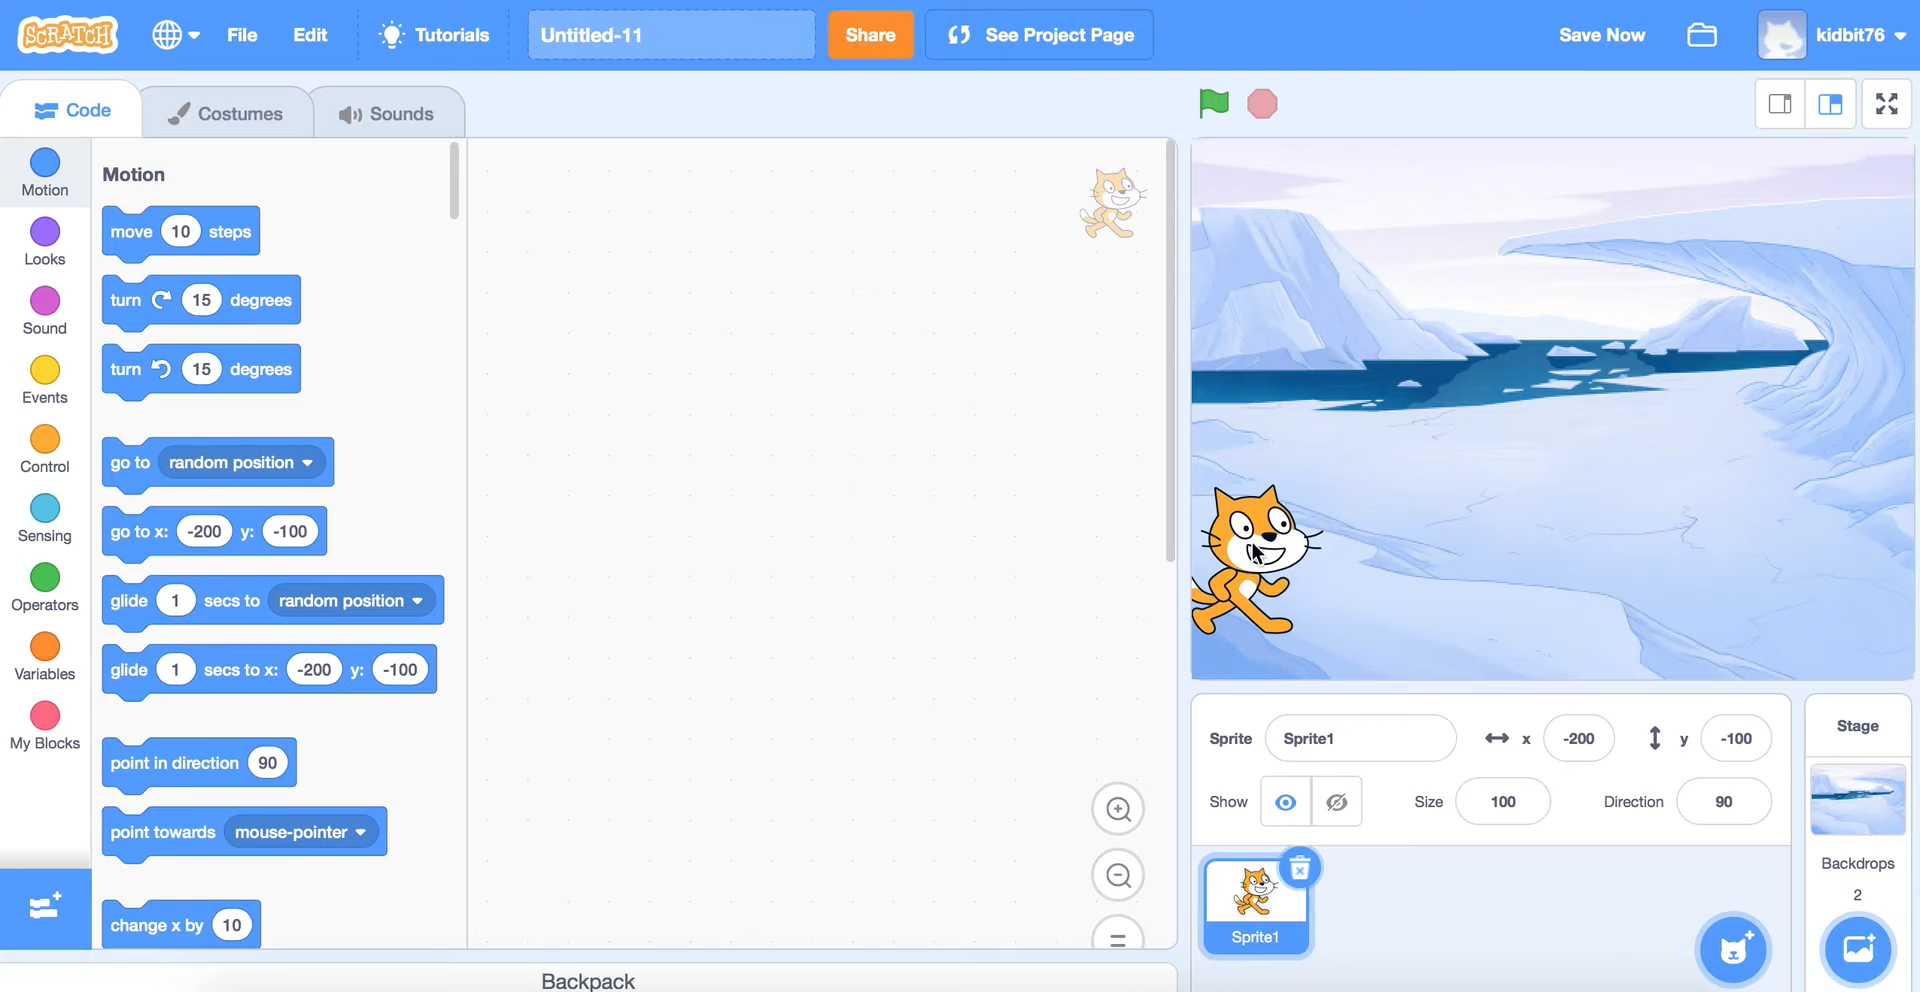 SCRATCH File Edit Tutorials Untitled-11 Share See Project Page Save Now kidbit76
Code Costumes Sounds
Motion
Looks
Sound
Events
Control
Sensing
Operators
Variables
My Blocks
Motion
move 10 steps
turn 15 degrees
turn 15 degrees
go to random position
go to x: -200 y: -100
glide 1 secs to random position
glide 1 secs to x: -200 y: -100
point in direction 90
point towards mouse-pointer
change x by 10
Backpack
Sprite Sprite1 x -200 y -100
Show Size 100 Direction 90
Sprite1
Stage
Backdrops
2